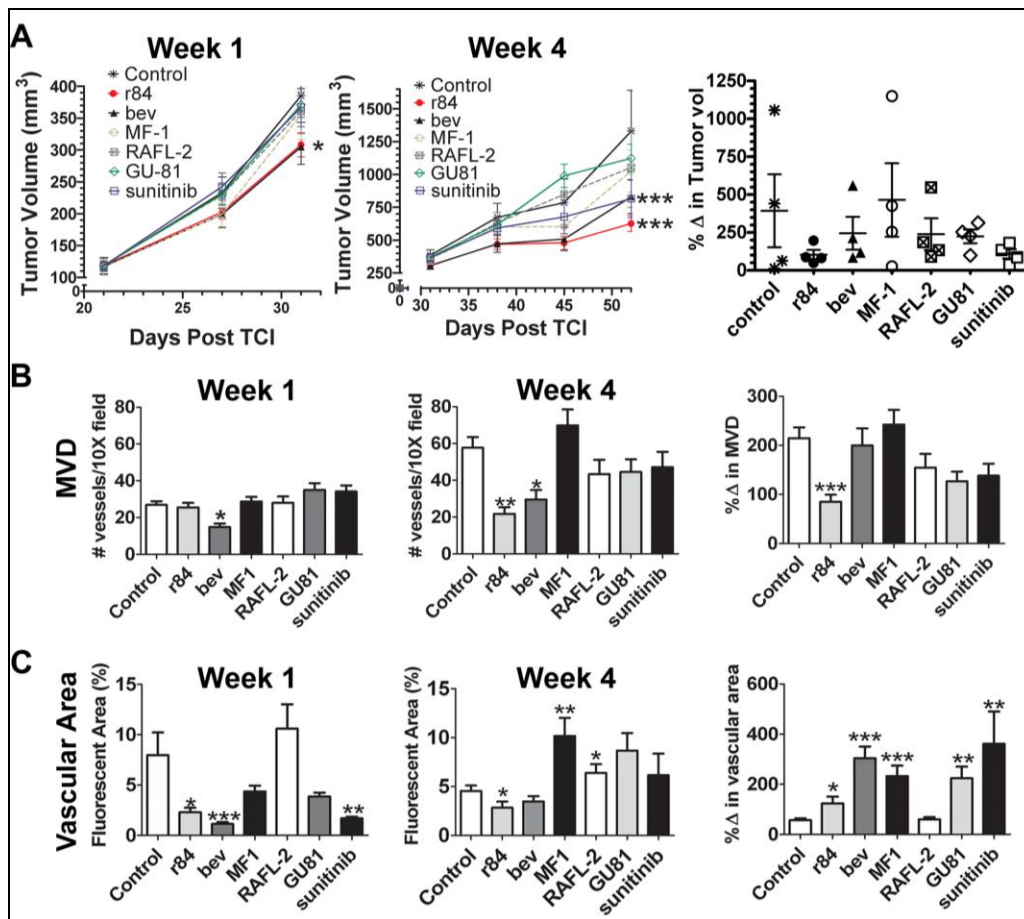 A
Week 1
Tumor Volume (mm³)
400
350
300
250
200
150
100
20
25
30
Days Post TCI
Control
r84
bev
MF-1
RAFL-2
GU-81
sunitinib
*
Week 4
Tumor Volume (mm³)
1500
1250
1000
750
500
250
0
0
30
35
40
45
50
Days Post TCI
Control
r84
bev
MF-1
RAFL-2
GU81
sunitinib
***
***
% Δ in Tumor vol
1250
1000
750
500
250
0
control
r84
bev
MF-1
RAFL-2
GU81
sunitinib
B
MVD
Week 1
# vessels/10X field
80
60
40
20
0
*
Control
r84
bev
MF1
RAFL-2
GU81
sunitinib
Week 4
# vessels/10X field
80
60
40
20
0
**
*
Control
r84
bev
MF1
RAFL-2
GU81
sunitinib
%Δ in MVD
300
200
100
0
***
Control
r84
bev
MF1
RAFL-2
GU81
sunitinib
C
Vascular Area
Week 1
Fluorescent Area (%)
15
10
5
0
*
***
**
Control
r84
bev
MF1
RAFL-2
GU81
sunitinib
Week 4
Fluorescent Area (%)
15
10
5
0
*
**
*
Control
r84
bev
MF1
RAFL-2
GU81
sunitinib
%Δ in vascular area
600
400
200
0
*
***
***
**
**
Control
r84
bev
MF1
RAFL-2
GU81
sunitinib